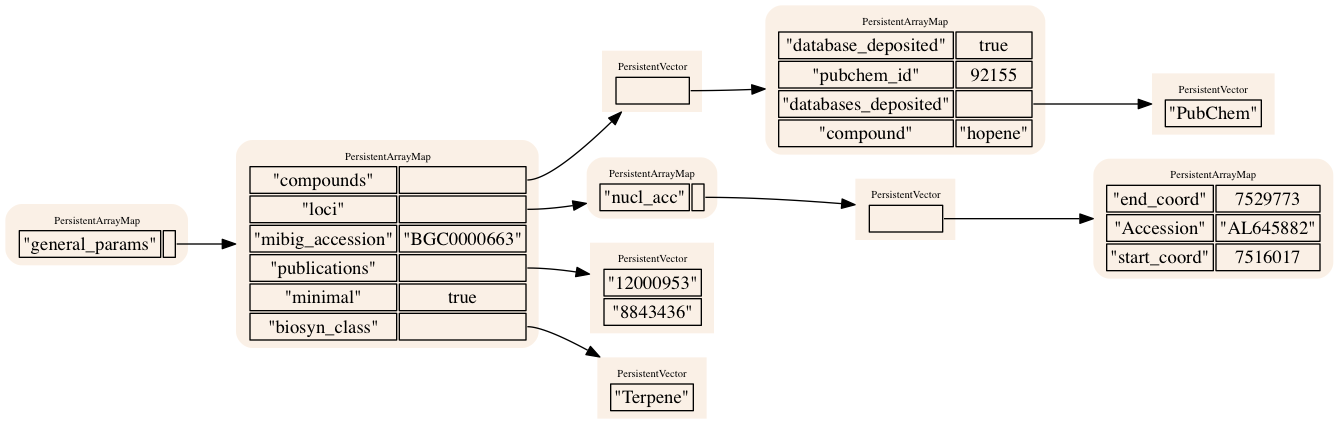 PersistentArrayMap
"general_params"
PersistentArrayMap
"compounds"
"loci"
"mibig_accession" "BGC0000663"
"publications"
"minimal" true
"biosyn_class"
PersistentVector
PersistentArrayMap
"database_deposited" true
"pubchem_id" 92155
"databases_deposited"
"compound" "hopene"
PersistentVector
"PubChem"
PersistentArrayMap
"nucl_acc"
PersistentVector
PersistentArrayMap
"end_coord" 7529773
"Accession" "AL645882"
"start_coord" 7516017
PersistentVector
"12000953"
"8843436"
PersistentVector
"Terpene"